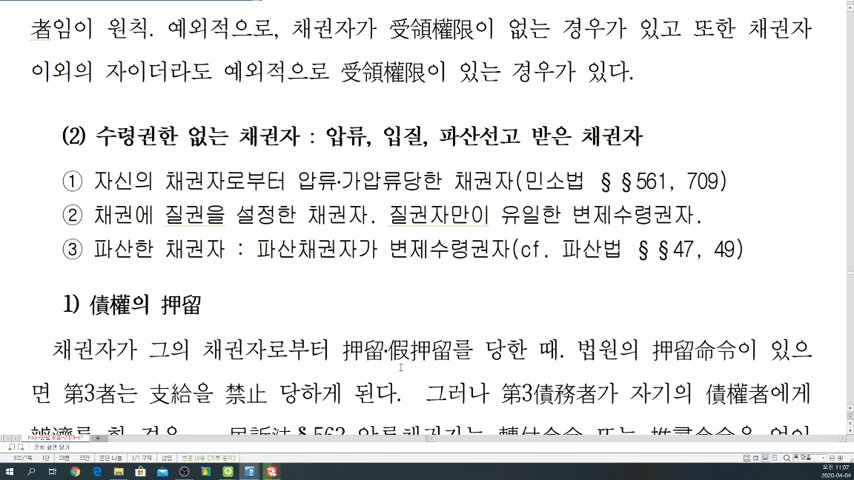 者임이 원칙. 예외적으로, 채권자가 受領權限이 없는 경우가 있고 또한 채권자
이외의 자이더라도 예외적으로 受領權限이 있는 경우가 있다.
(2) 수령권한 없는 채권자 : 압류, 입질, 파산선고 받은 채권자
① 자신의 채권자로부터 압류·가압류당한 채권자(민소법 §§561, 709)
② 채권에 질권을 설정한 채권자. 질권자만이 유일한 변제수령권자.
③ 파산한 채권자 : 파산채권자가 변제수령권자(cf. 파산법 §§47, 49)
1) 債權의 押留
채권자가 그의 채권자로부터 押留·假押留를 당한 때. 법원의 押留命令이 있으
면 第3者는 支給을 禁止 당하게 된다. 그러나 第3債務者가 자기의 債權者에게
오전 11:07
2020-04-04